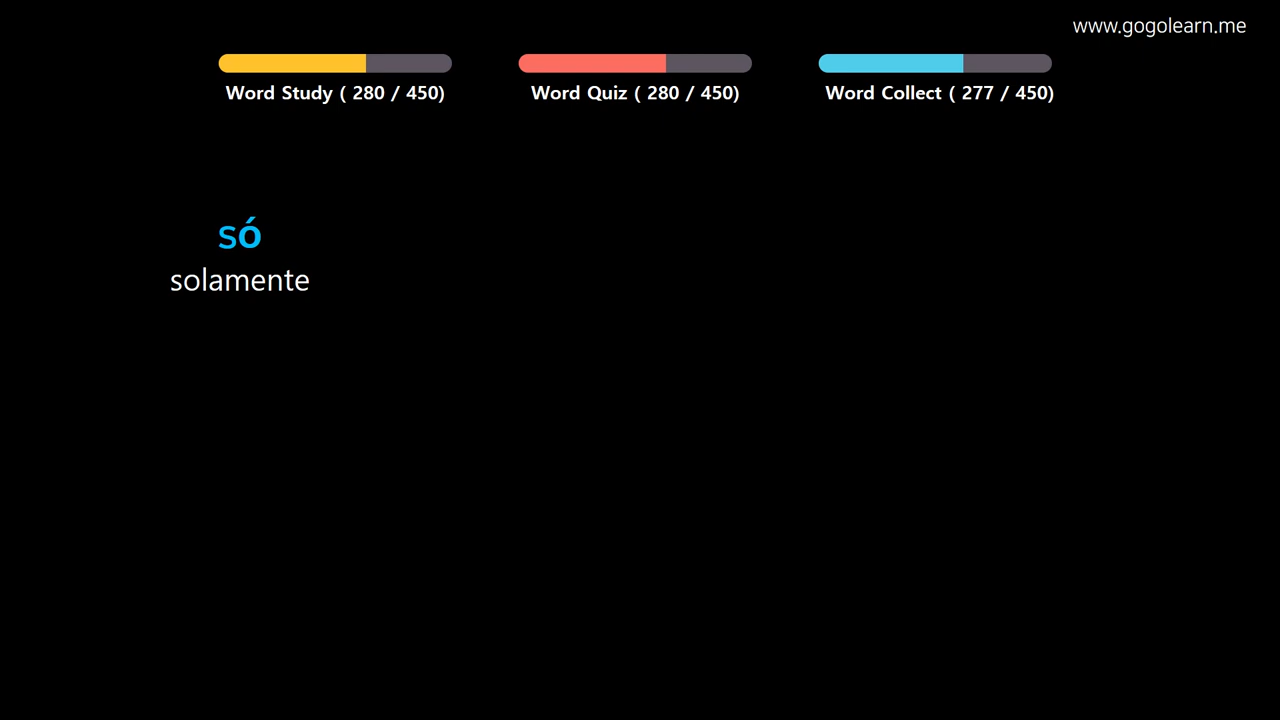 www.gogolearn.me
Word Study ( 280 / 450)
Word Quiz ( 280 / 450)
Word Collect ( 277 / 450)
só
solamente